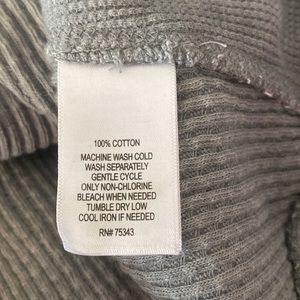 100% COTTON
MACHINE WASH COLD
WASH SEPARATELY
GENTLE CYCLE
ONLY NON-CHLORINE
BLEACH WHEN NEEDED
TUMBLE DRY LOW
COOL IRON IF NEEDED
RN# 75343